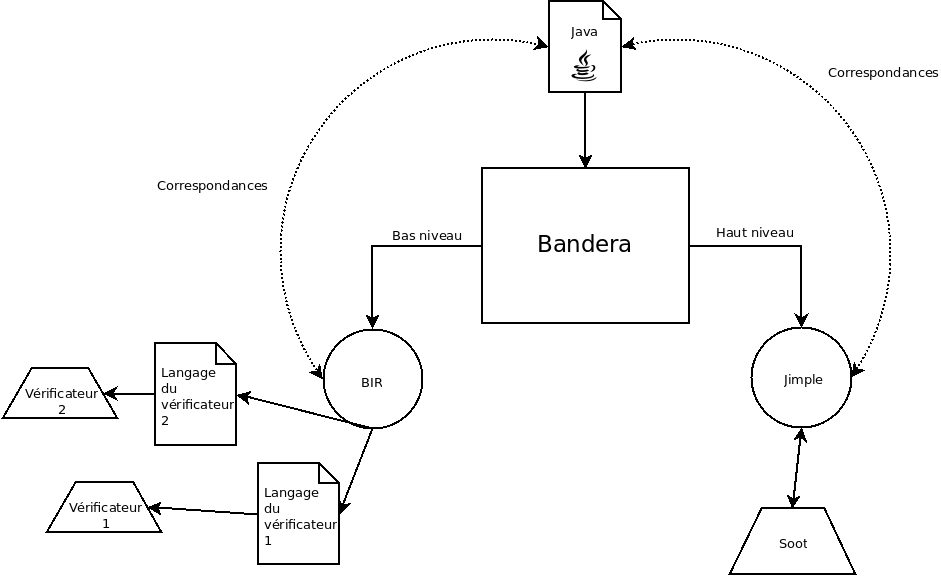 Java
Correspondances
Correspondances
Bas niveau
Haut niveau
Bandera
BIR
Jimple
Langage
du
vérificateur
2
Vérificateur
2
Langage
du
vérificateur
1
Vérificateur
1
Soot